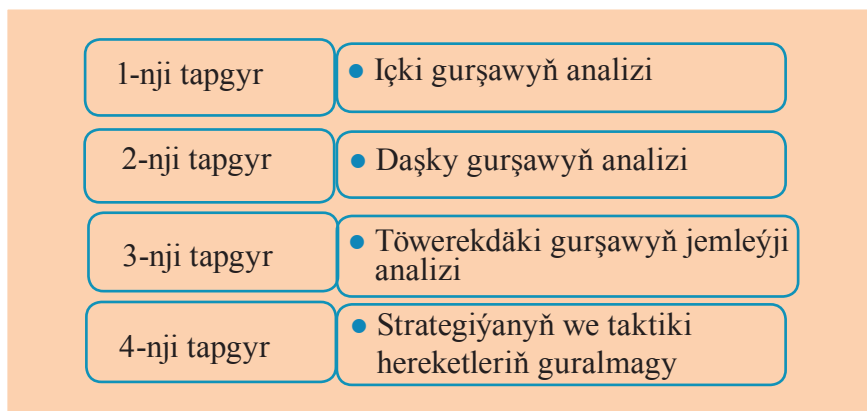 1-nji tapgyr
• Içki gurşawyň analizi
2-nji tapgyr
• Daşky gurşawyň analizi
3-nji tapgyr
• Töwerekdäki gurşawyň jemleýji
analizi
4-nji tapgyr
• Strategiýanyň we taktiki
hereketleriň guralmagy